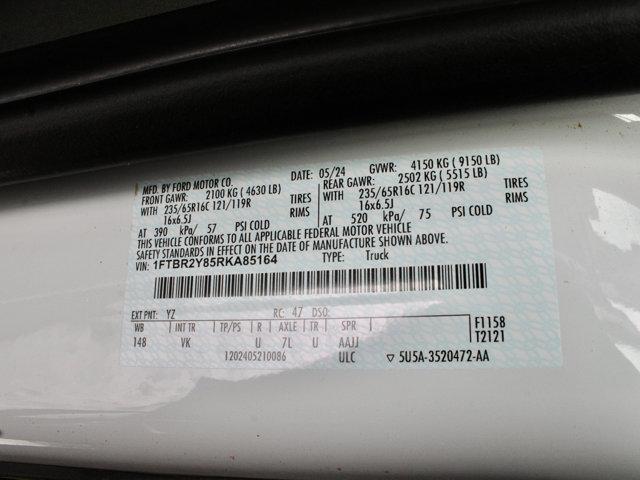 MFD. BY FORD MOTOR CO.
DATE: 05/24 GVWR: 4150 KG ( 9150 LB)
FRONT GAWR: 2100 KG ( 4630 LB) REAR GAWR: 2502 KG ( 5515 LB)
WITH 235/65R16C 121/119R TIRES WITH 235/65R16C 121/119R TIRES
16x6.5J RIMS 16x6.5J RIMS
AT 390 kPa/ 57 PSI COLD AT 520 kPa/ 75 PSI COLD
THIS VEHICLE CONFORMS TO ALL APPLICABLE FEDERAL MOTOR VEHICLE
SAFETY STANDARDS IN EFFECT ON THE DATE OF MANUFACTURE SHOWN ABOVE.
VIN: 1FTBR2Y85RKA85164 TYPE: Truck
EXT PNT: YZ RC: 47 DSO:
WB INT TR TP/PS R AXLE TR SPR F1158
148 VK U 7L U AAJJ T2121
1202405210086 ULC ▽ 5U5A-3520472-AA